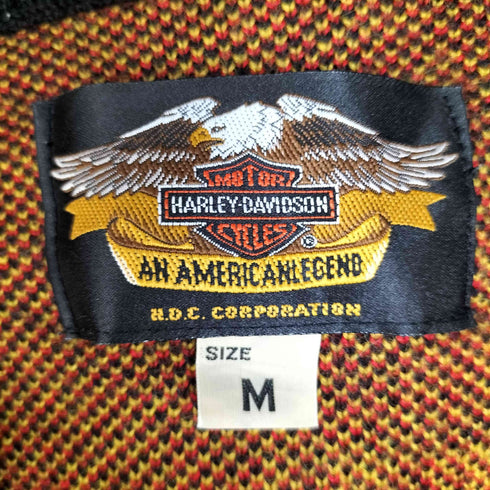 MOTOR
HARLEY-DAVIDSON
CYCLES ®
AN AMERICAN LEGEND
H.D.C. CORPORATION
SIZE
M